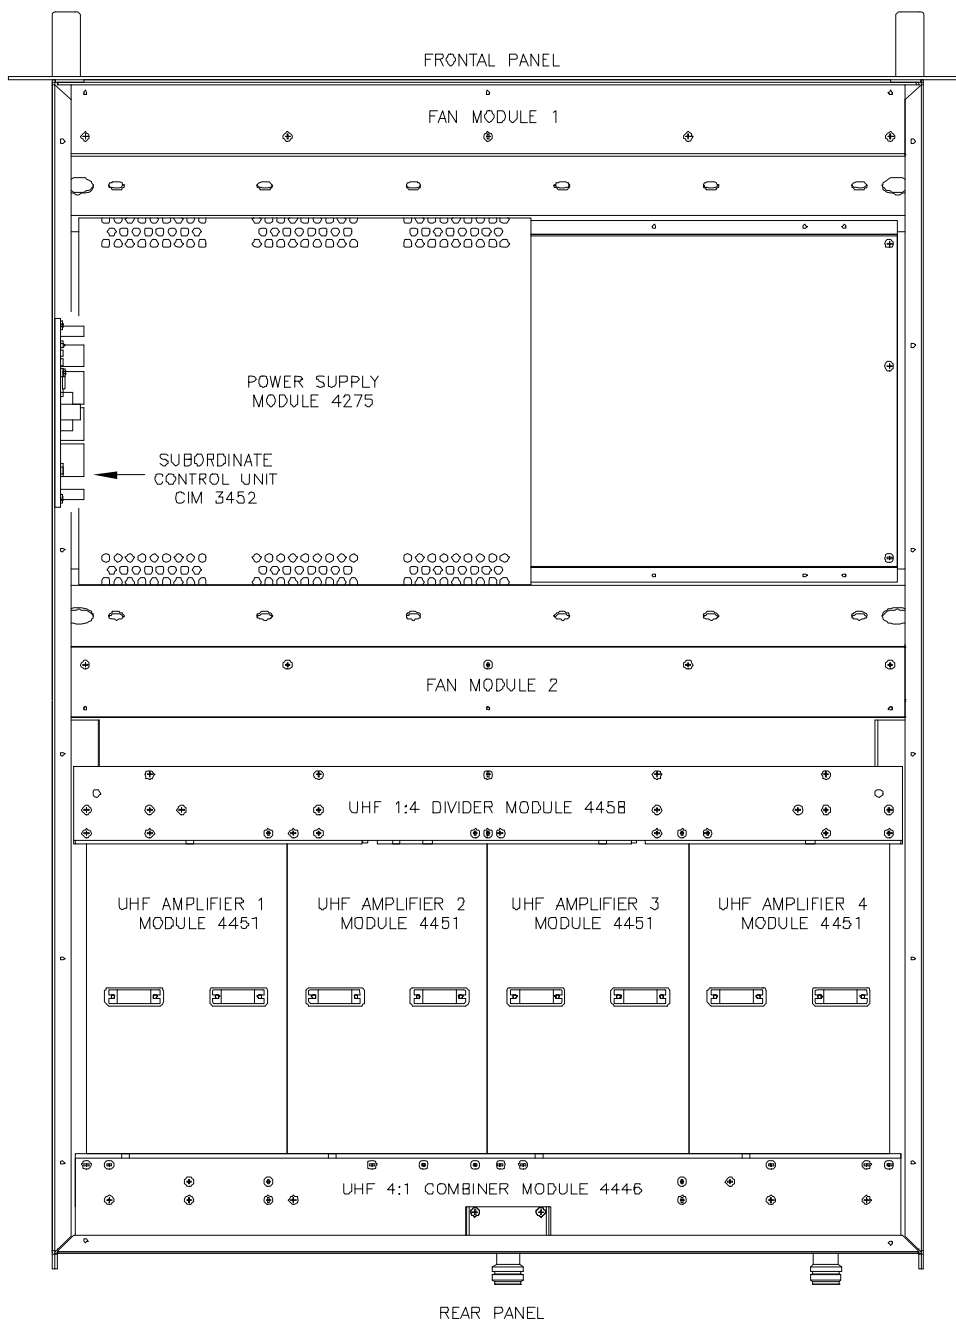 FRONTAL PANEL
FAN MODULE 1
POWER SUPPLY
MODULE 4275
SUBORDINATE
CONTROL UNIT
CIM 3452
FAN MODULE 2
UHF 1:4 DIVIDER MODULE 4458
UHF AMPLIFIER 1
MODULE 4451
UHF AMPLIFIER 2
MODULE 4451
UHF AMPLIFIER 3
MODULE 4451
UHF AMPLIFIER 4
MODULE 4451
UHF 4:1 COMBINER MODULE 4446
REAR PANEL